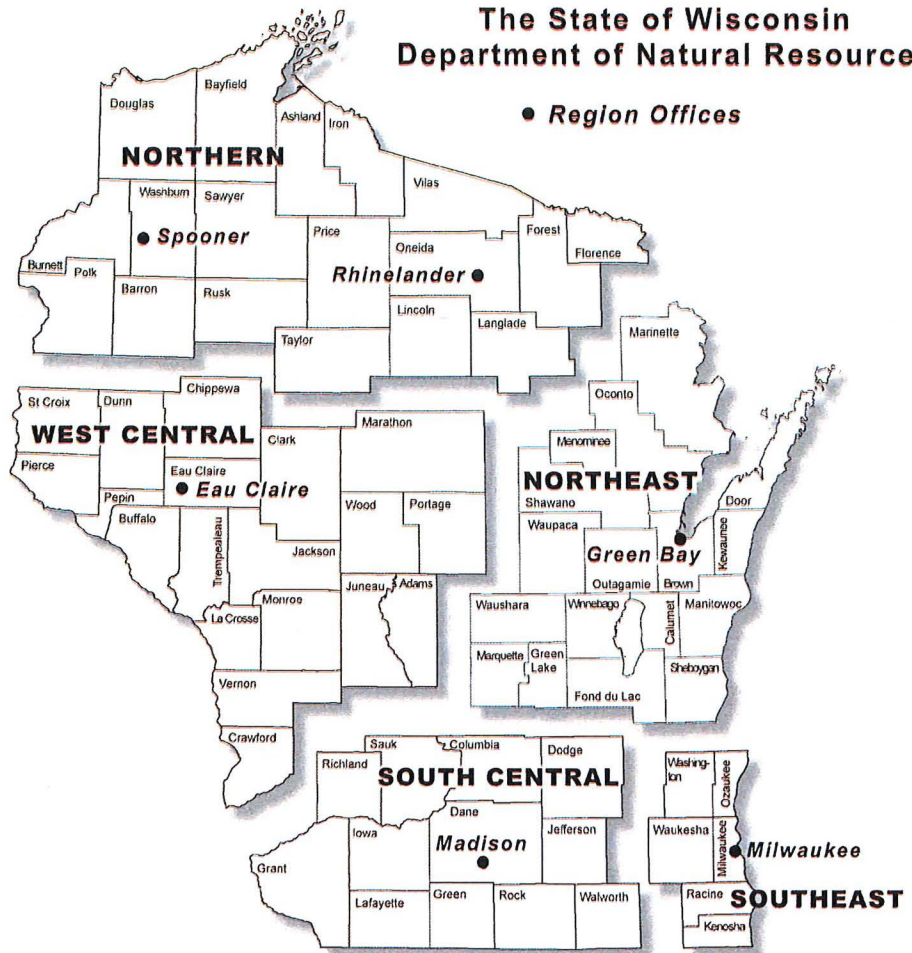 The State of Wisconsin
Department of Natural Resource
Region Offices
Douglas
Bayfield
Ashland
Iron
NORTHERN
Vilas
Washburn
Sawyer
Price
Spooner
Oneida
Forest
Florence
Burnett
Polk
Rhinelander
Barron
Rusk
Lincoln
Langlade
Taylor
Marinette
St Croix
Dunn
Chippewa
Oconto
WEST CENTRAL
Clark
Marathon
Menominee
Pierce
Eau Claire
Eau Claire
NORTHEAST
Pepin
Buffalo
Wood
Portage
Shawano
Door
Waupaca
Trempealeau
Jackson
Green Bay
Kewaunee
Juneau
Adams
Outagamie
Brown
Monroe
La Crosse
Waushara
Winnebago
Calumet
Manitowoc
Marquette
Green
Lake
Sheboygan
Vernon
Fond du Lac
Crawford
Richland
Sauk
Columbia
Dodge
SOUTH CENTRAL
Washing-
ton
Ozaukee
Dane
Iowa
Jefferson
Waukesha
Milwaukee
Madison
Milwaukee
Grant
Lafayette
Green
Rock
Walworth
Racine
SOUTHEAST
Kenosha